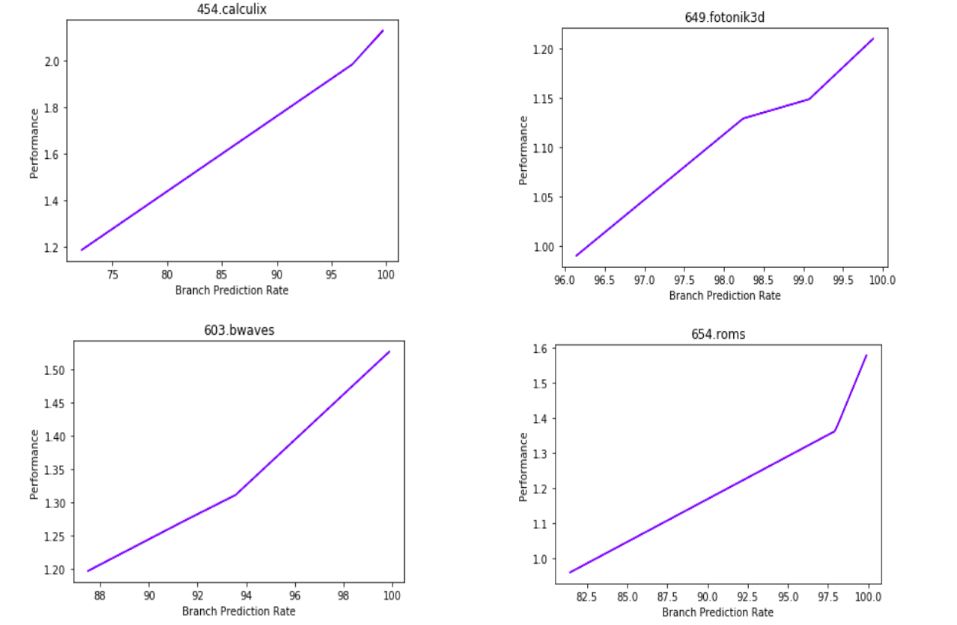 454.calculix
2.0
1.8
1.6
1.4
1.2
Performance
75 80 85 90 95 100
Branch Prediction Rate
649.fotonik3d
1.20
1.15
1.10
1.05
1.00
Performance
96.0 96.5 97.0 97.5 98.0 98.5 99.0 99.5 100.0
Branch Prediction Rate
603.bwaves
1.50
1.45
1.40
1.35
1.30
1.25
1.20
Performance
88 90 92 94 96 98 100
Branch Prediction Rate
654.roms
1.6
1.5
1.4
1.3
1.2
1.1
1.0
Performance
82.5 85.0 87.5 90.0 92.5 95.0 97.5 100.0
Branch Prediction Rate